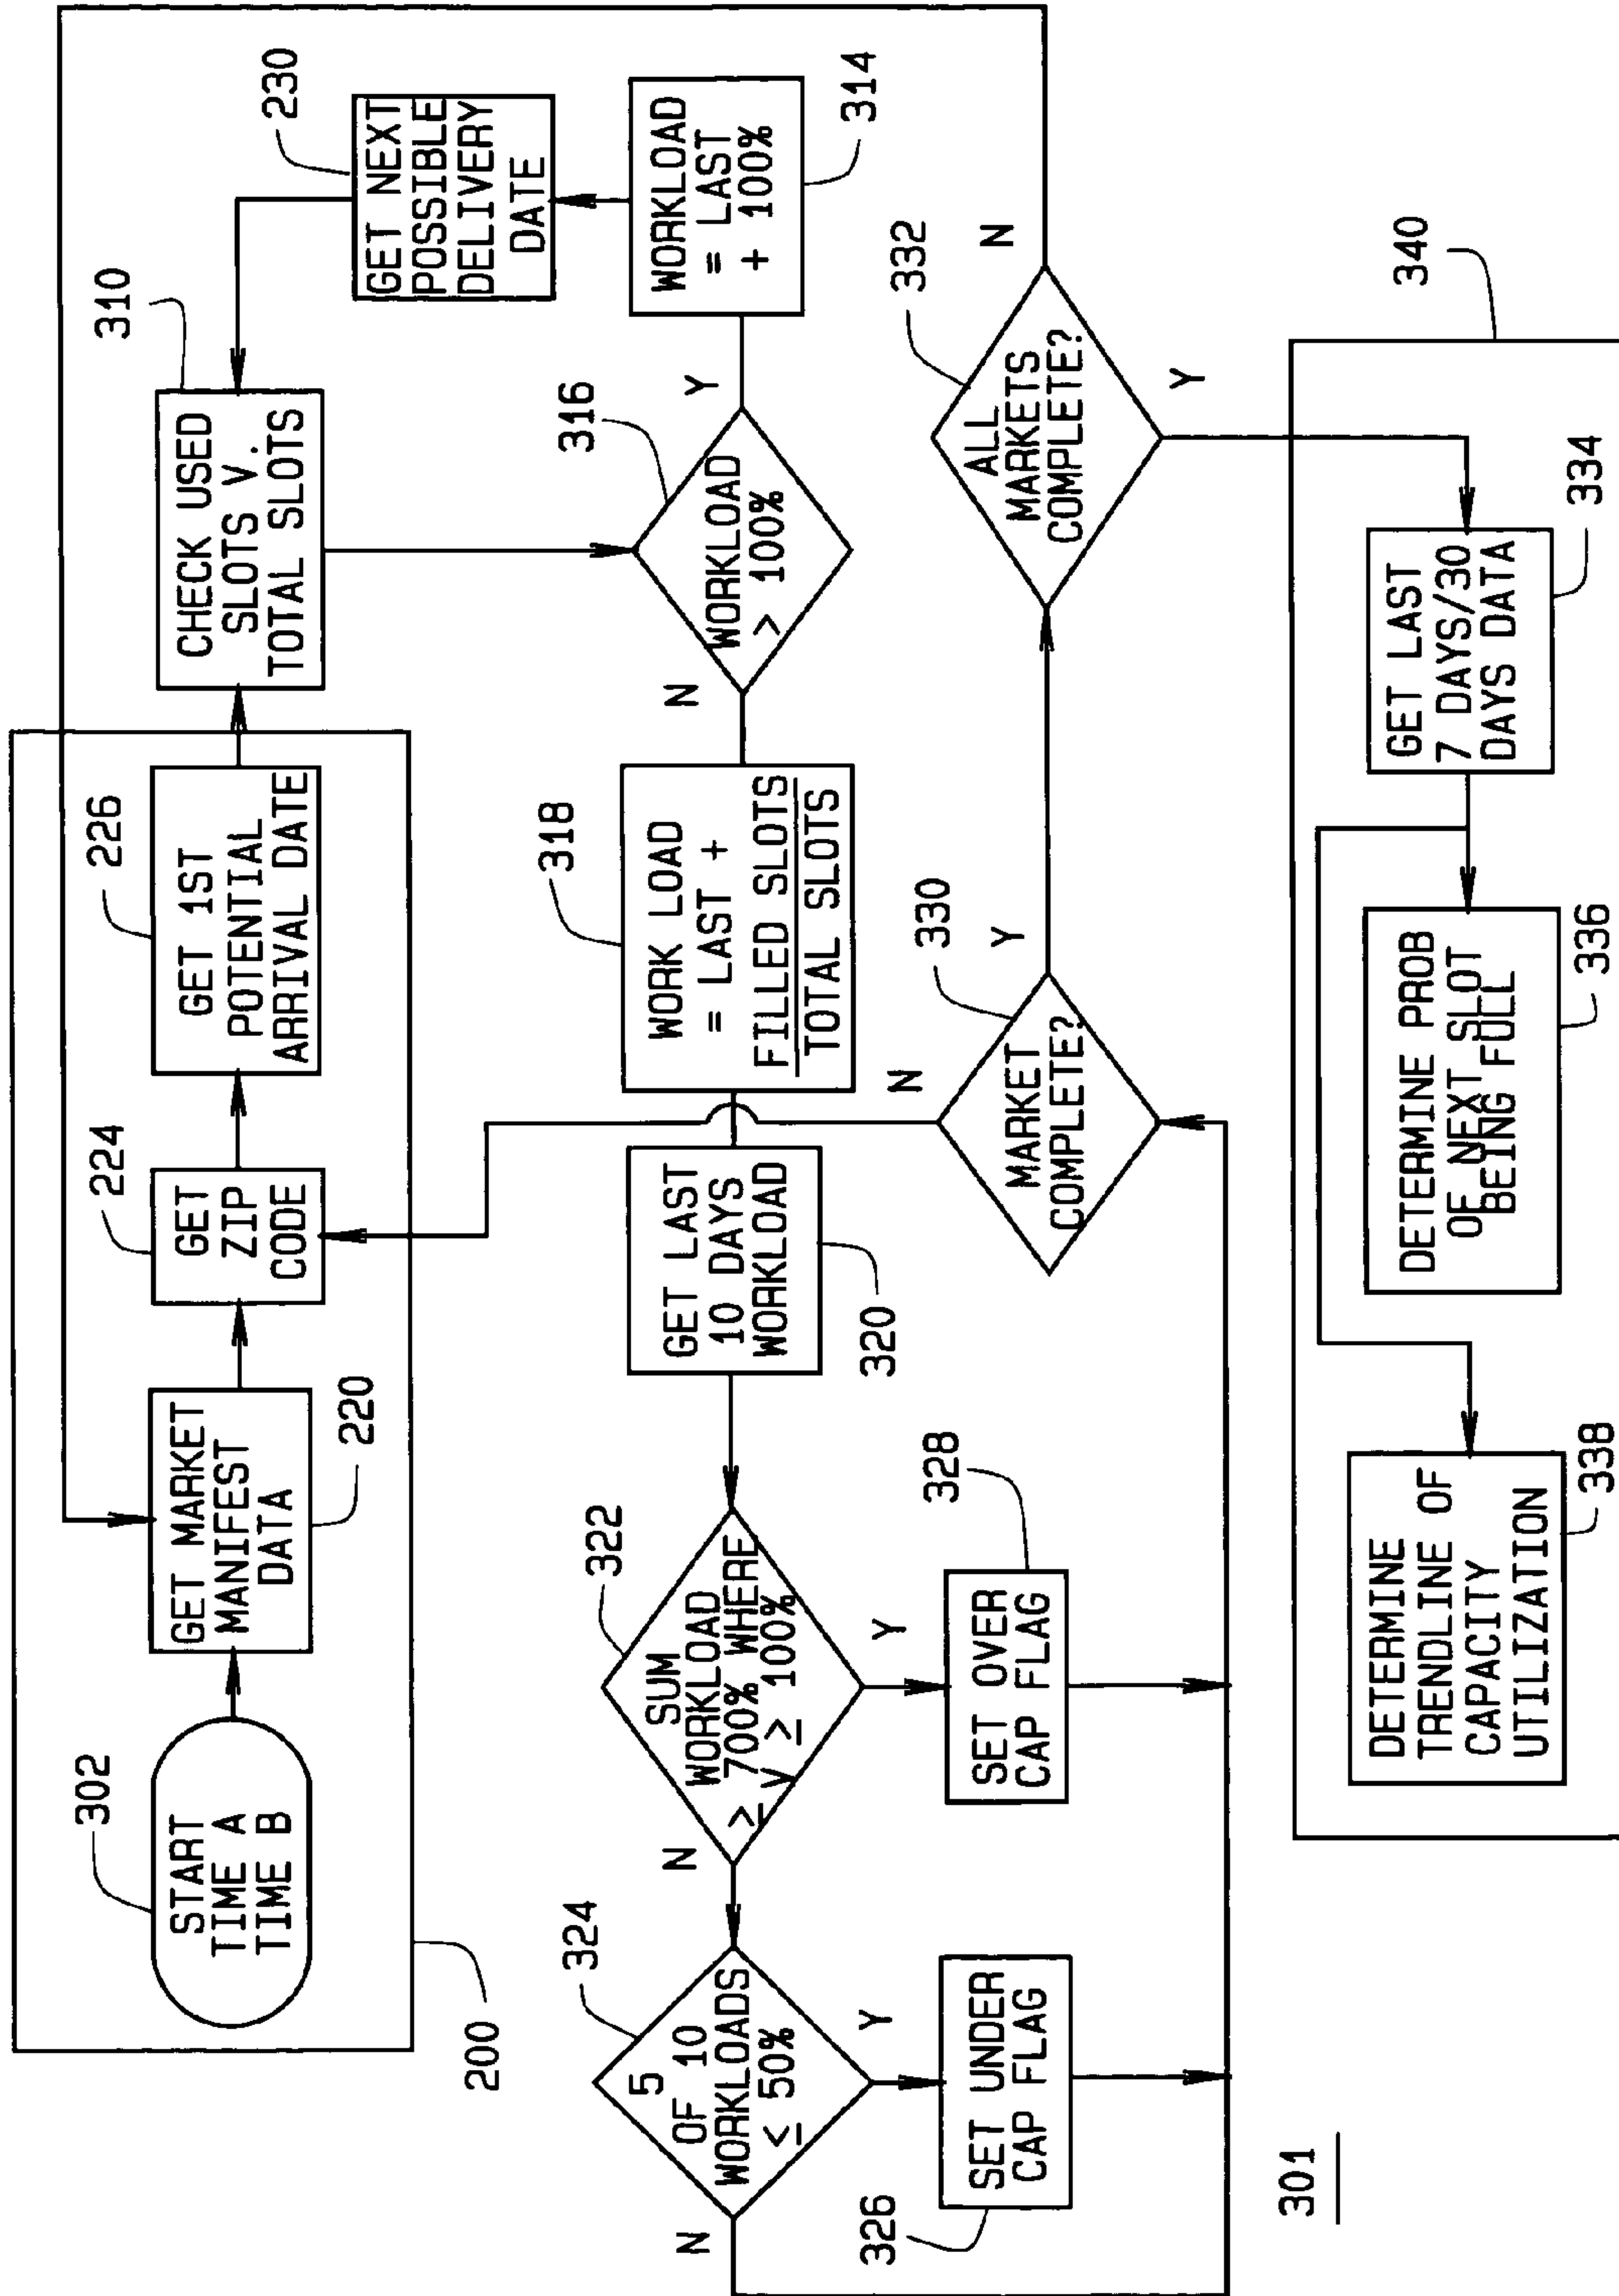 302
START
TIME A
TIME B
220
GET MARKET
MANIFEST
DATA
224
GET
ZIP
CODE
226
GET 1ST
POTENTIAL
ARRIVAL DATE
200
310
CHECK USED
SLOTS V.
TOTAL SLOTS
230
GET NEXT
POSSIBLE
DELIVERY
DATE
314
WORKLOAD
= LAST
+ 100%
316
WORKLOAD
> 100%
Y
N
318
WORK LOAD
= LAST +
FILLED SLOTS
TOTAL SLOTS
320
GET LAST
10 DAYS
WORKLOAD
322
SUM
WORKLOAD
≥ 700% WHERE
V ≥ 100%
N
Y
324
5
OF 10
WORKLOADS
≤ 50%
N
Y
326
SET UNDER
CAP FLAG
328
SET OVER
CAP FLAG
330
MARKET
COMPLETE?
N
Y
332
ALL
MARKETS
COMPLETE?
N
Y
340
334
GET LAST
7 DAYS/30
DAYS DATA
336
DETERMINE PROB
OF NEXT SLOT
BEING FULL
338
DETERMINE
TRENDLINE OF
CAPACITY
UTILIZATION
301